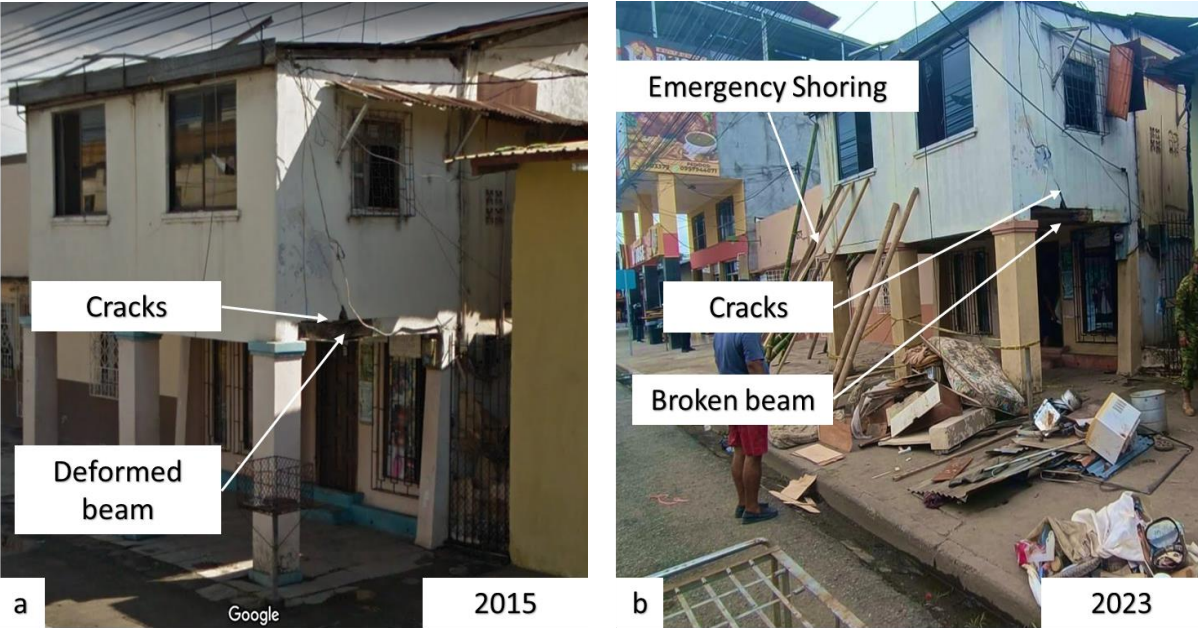 Cracks
Deformed
beam
a
Google
2015
Emergency Shoring
Cracks
Broken beam
b
2023